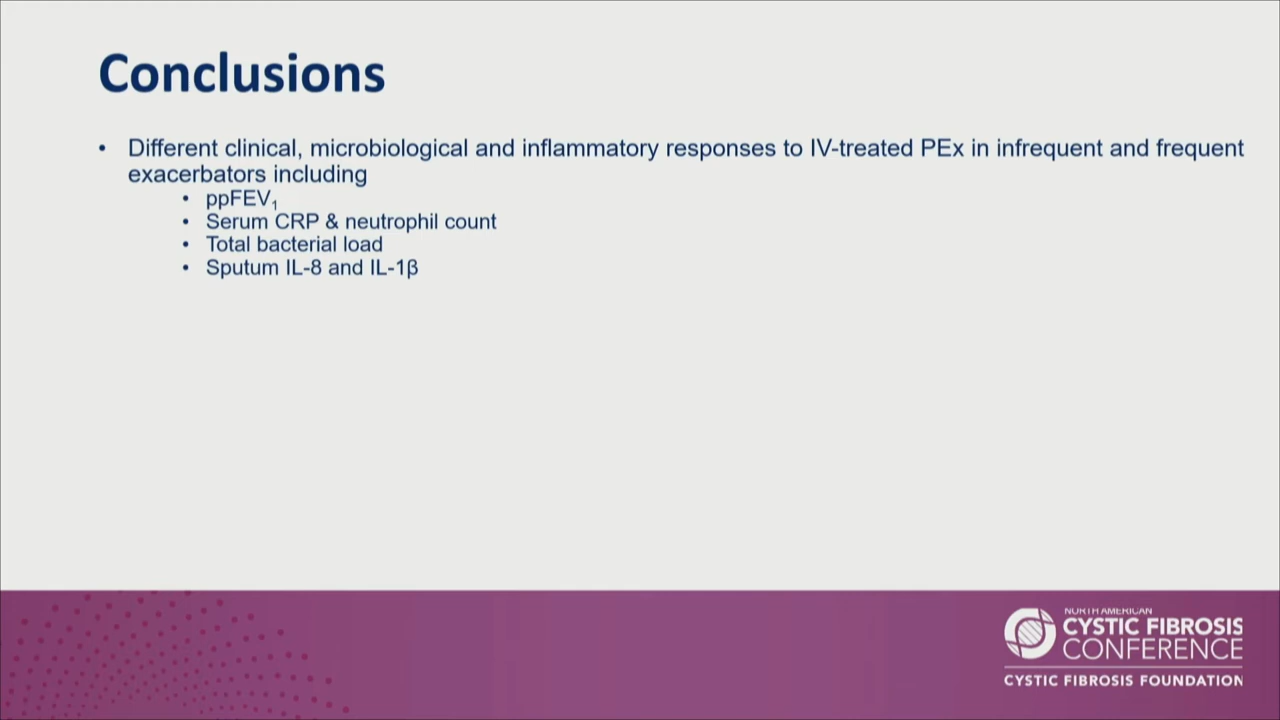 Conclusions
• Different clinical, microbiological and inflammatory responses to IV-treated PEx in infrequent and frequent
exacerbators including
• ppFEV₁
• Serum CRP & neutrophil count
• Total bacterial load
• Sputum IL-8 and IL-1β
NORTH AMERICAN
CYSTIC FIBROSIS
CONFERENCE
CYSTIC FIBROSIS FOUNDATION